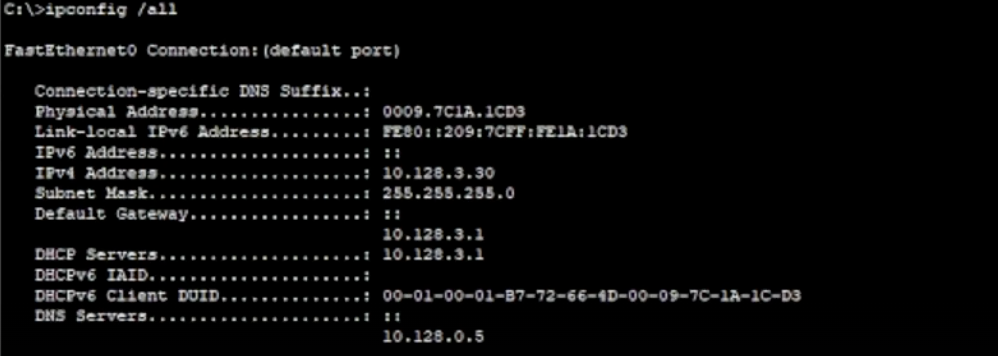 C:\>ipconfig /all
FastEthernet0 Connection:(default port)
Connection-specific DNS Suffix..:
Physical Address................: 0009.7C1A.1CD3
Link-local IPv6 Address.........: FE80::209:7CFF:FE1A:1CD3
IPv6 Address....................: ::
IPv4 Address....................: 10.128.3.30
Subnet Mask.....................: 255.255.255.0
Default Gateway.................: ::
10.128.3.1
DHCP Servers....................: 10.128.3.1
DHCPv6 IAID.....................:
DHCPv6 Client DUID..............: 00-01-00-01-B7-72-66-4D-00-09-7C-1A-1C-D3
DNS Servers.....................: ::
10.128.0.5